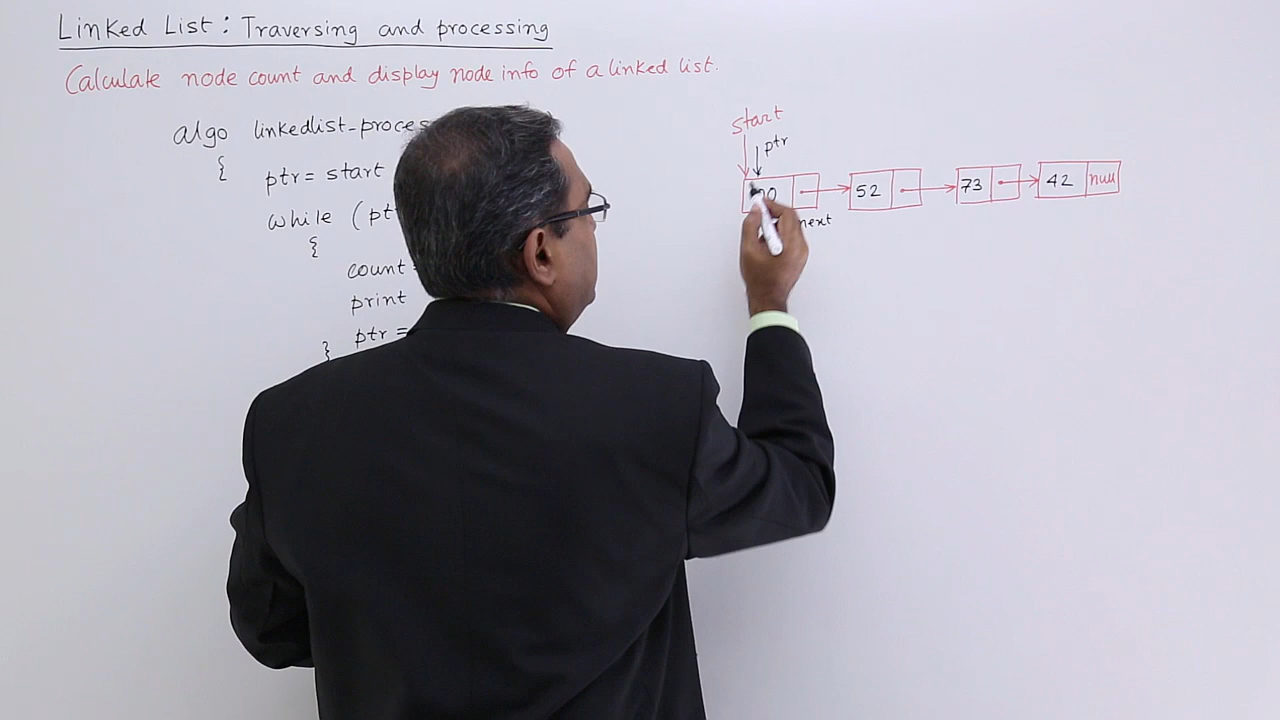 Linked List : Traversing and processing
Calculate node count and display node info of a linked list.
algo linkedlist-proces
{
ptr = start
while (pt
{
count =
print
ptr =
}
start
ptr
52 73 42 null
next